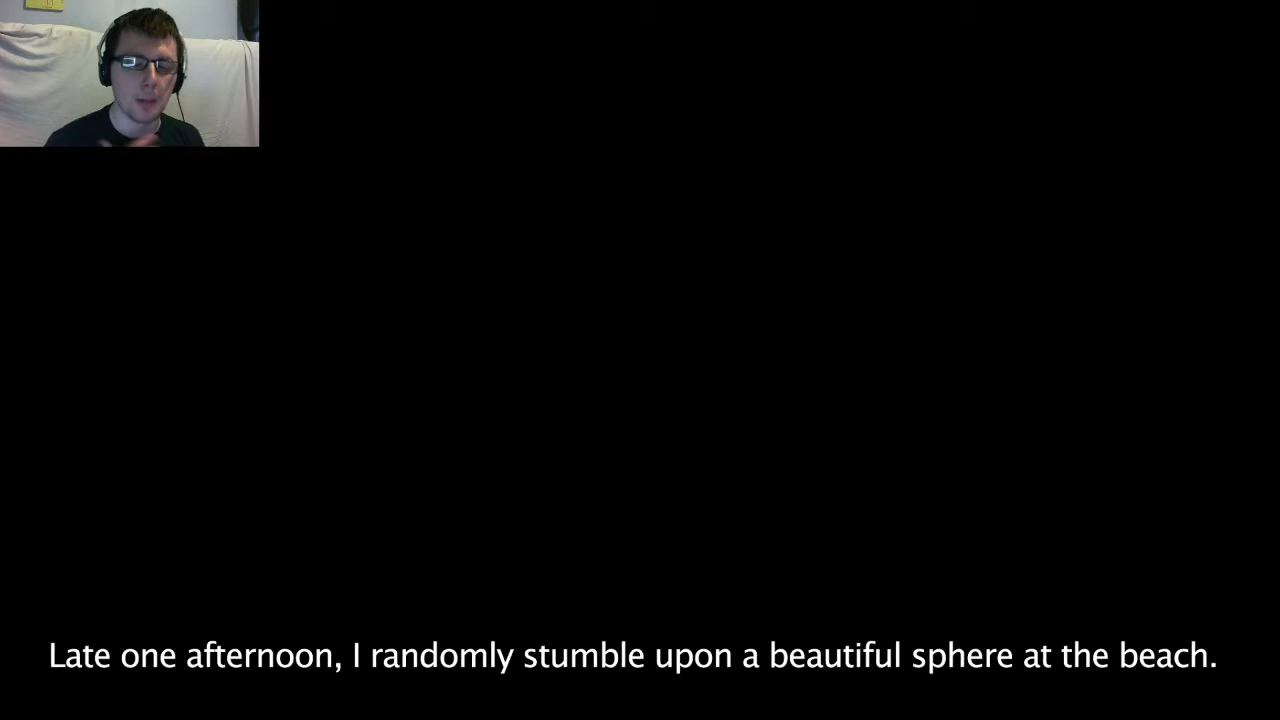 Late one afternoon, I randomly stumble upon a beautiful sphere at the beach.